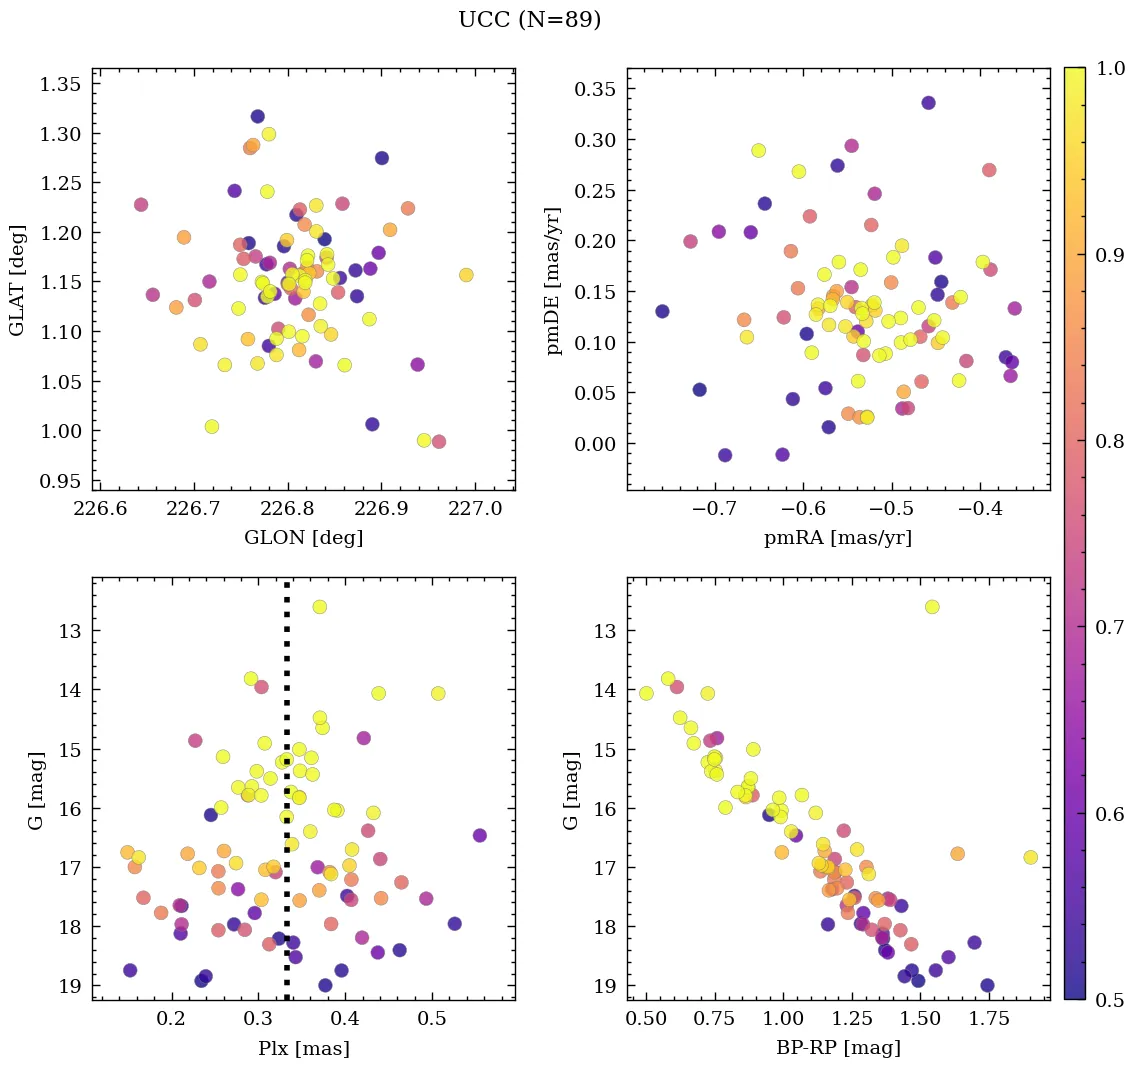 UCC (N=89)
1.35
1.30
1.25
1.20
1.15
1.10
1.05
1.00
0.95
GLAT [deg]
226.6 226.7 226.8 226.9 227.0
GLON [deg]
0.35
0.30
0.25
0.20
0.15
0.10
0.05
0.00
pmDE [mas/yr]
−0.7 −0.6 −0.5 −0.4
pmRA [mas/yr]
13
14
15
16
17
18
19
G [mag]
0.2 0.3 0.4 0.5
Plx [mas]
13
14
15
16
17
18
19
G [mag]
0.50 0.75 1.00 1.25 1.50 1.75
BP-RP [mag]
1.0
0.9
0.8
0.7
0.6
0.5